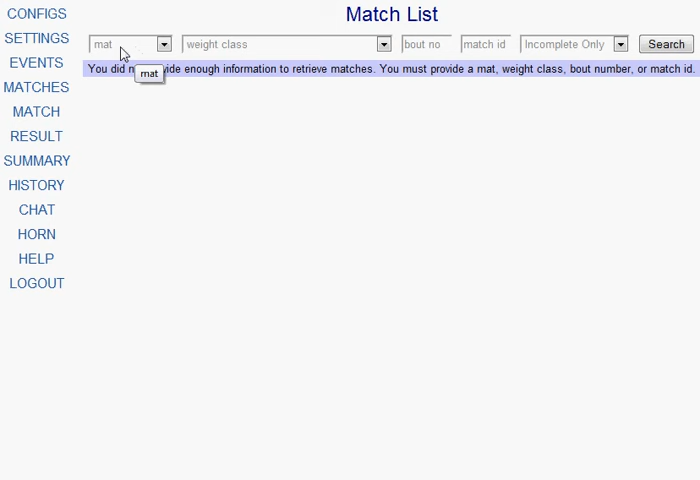 CONFIGS
SETTINGS
EVENTS
MATCHES
MATCH
RESULT
SUMMARY
HISTORY
CHAT
HORN
HELP
LOGOUT
Match List
mat weight class bout no match id Incomplete Only Search
You did vide enough information to retrieve matches. You must provide a mat, weight class, bout number, or match id.
mat